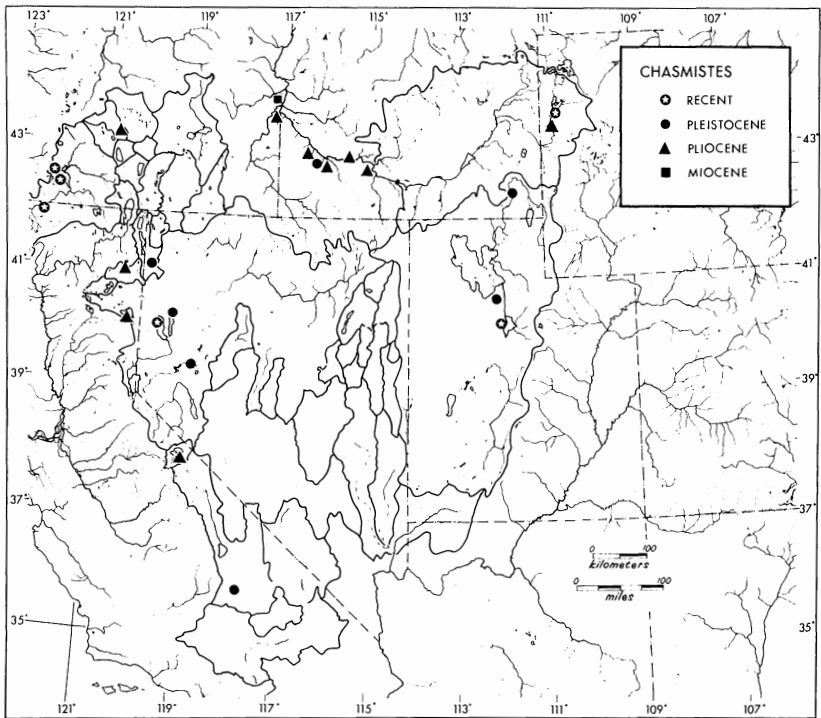 123° 121° 119° 117° 115° 113° 111° 109° 107°
CHASMISTES
RECENT
PLEISTOCENE
PLIOCENE
MIOCENE
43° 43°
41° 41°
39° 39°
37° 37°
35° 35°
0 100
kilometers
0 100
miles
121° 119° 117° 115° 113° 111° 109° 107°